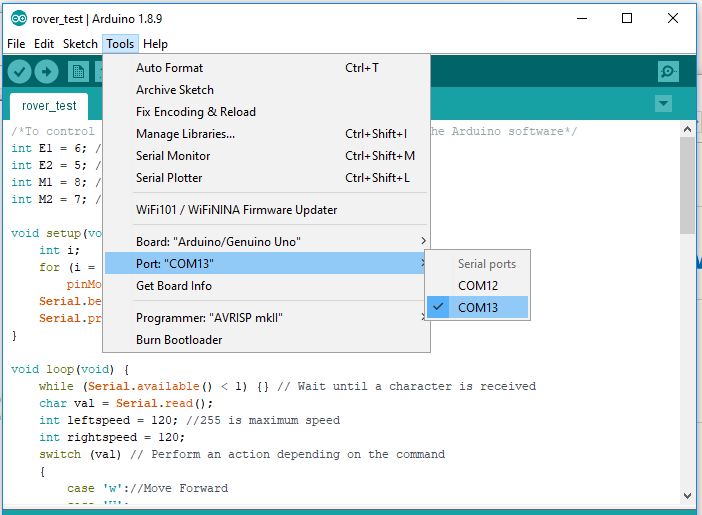 rover_test | Arduino 1.8.9
File Edit Sketch Tools Help
Auto Format Ctrl+T
Archive Sketch
Fix Encoding & Reload
Manage Libraries... Ctrl+Shift+I
Serial Monitor Ctrl+Shift+M
Serial Plotter Ctrl+Shift+L
WiFi101 / WiFiNINA Firmware Updater
Board: "Arduino/Genuino Uno"
Port: "COM13"
Get Board Info
Programmer: "AVRISP mkII"
Burn Bootloader
Serial ports
COM12
COM13
rover_test
/*To control he Arduino software*/
int E1 = 6; /
int E2 = 5; /
int M1 = 8; /
int M2 = 7; /
void setup(vo
int i;
for (i =
pinMo
Serial.be
Serial.pr
}
void loop(void) {
while (Serial.available() < 1) {} // Wait until a character is received
char val = Serial.read();
int leftspeed = 120; //255 is maximum speed
int rightspeed = 120;
switch (val) // Perform an action depending on the command
{
case 'w'://Move Forward